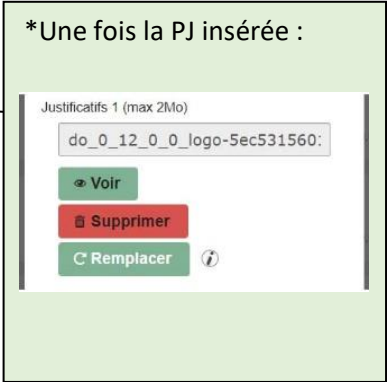 *Une fois la PJ insérée :
Justificatifs 1 (max 2Mo)
do_0_12_0_0_logo-5ec531560
Voir
Supprimer
Remplacer
i